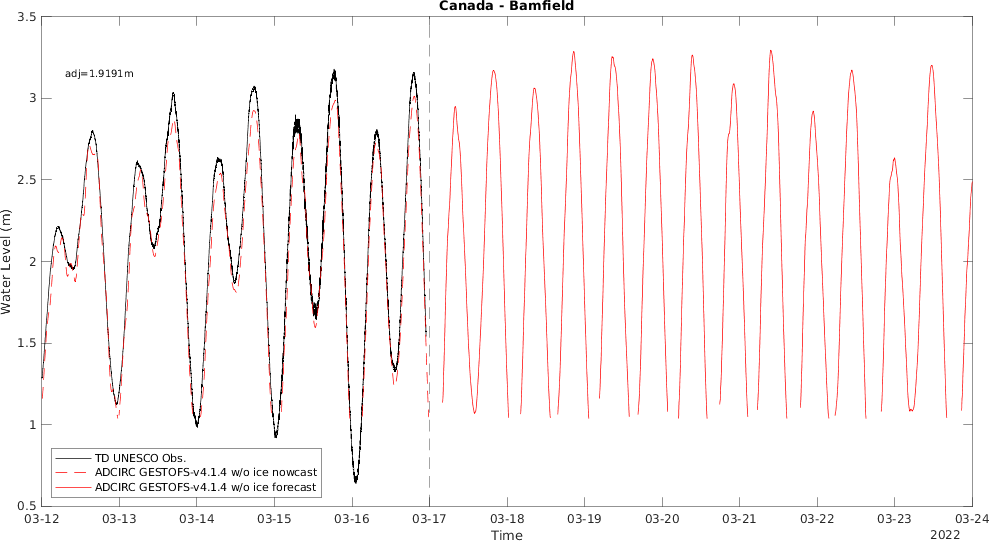 Canada - Bamfield
3.5
adj=1.9191m
3
2.5
2
1.5
1
0.5
Water Level (m)
TD UNESCO Obs.
ADCIRC GESTOFS-v4.1.4 w/o ice nowcast
ADCIRC GESTOFS-v4.1.4 w/o ice forecast
03-12 03-13 03-14 03-15 03-16 03-17 03-18 03-19 03-20 03-21 03-22 03-23 03-24
Time
2022